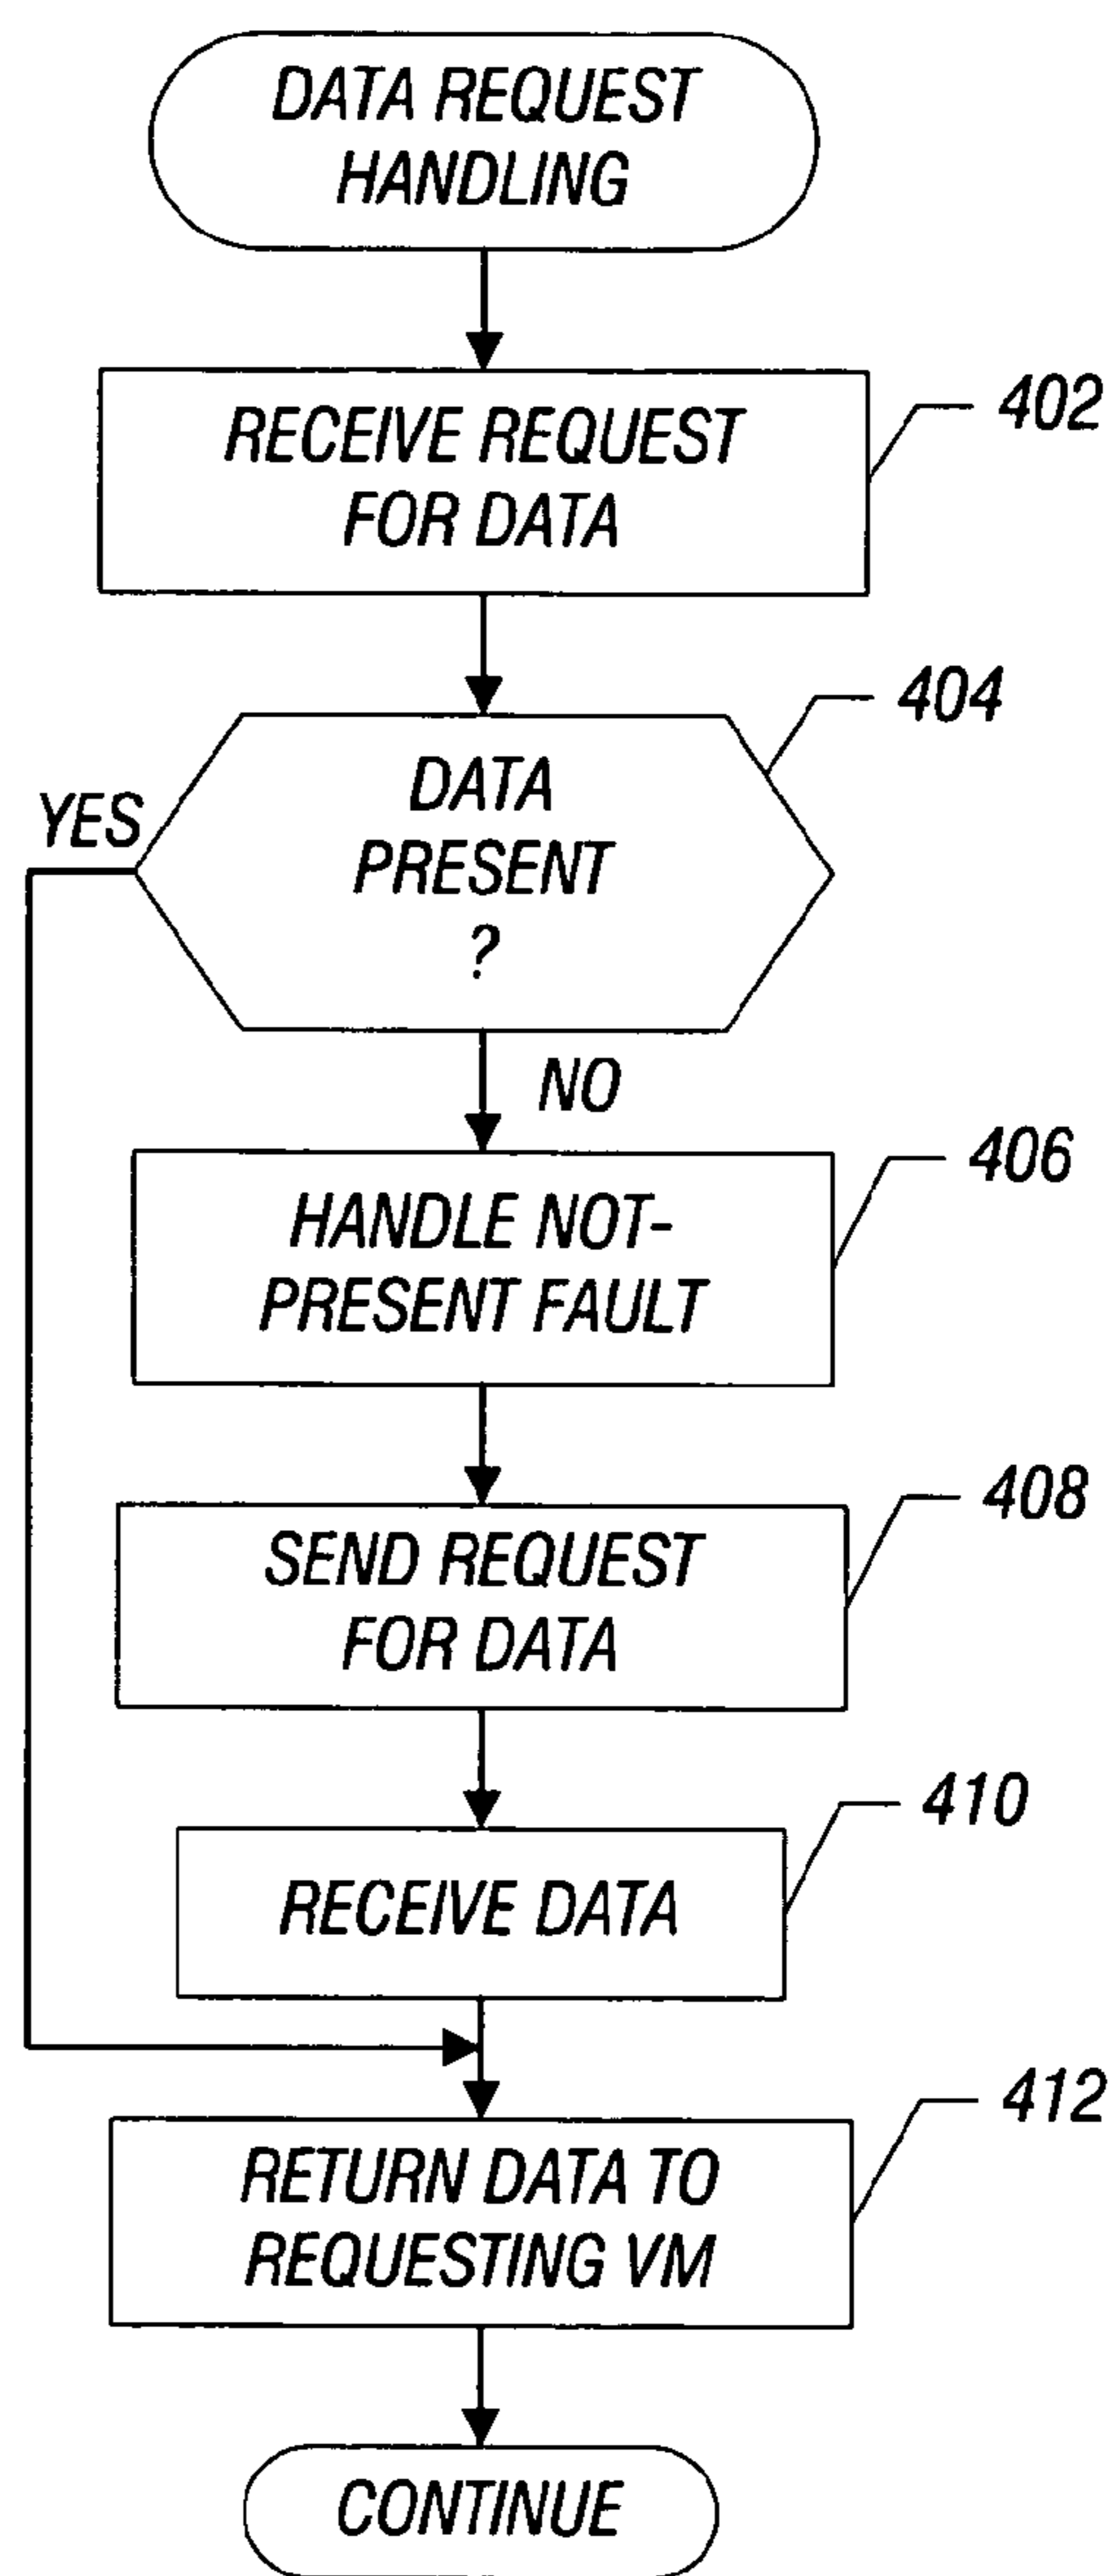 DATA REQUEST
HANDLING
RECEIVE REQUEST
FOR DATA
402
404
DATA
PRESENT
?
YES
NO
HANDLE NOT-
PRESENT FAULT
406
SEND REQUEST
FOR DATA
408
RECEIVE DATA
410
RETURN DATA TO
REQUESTING VM
412
CONTINUE